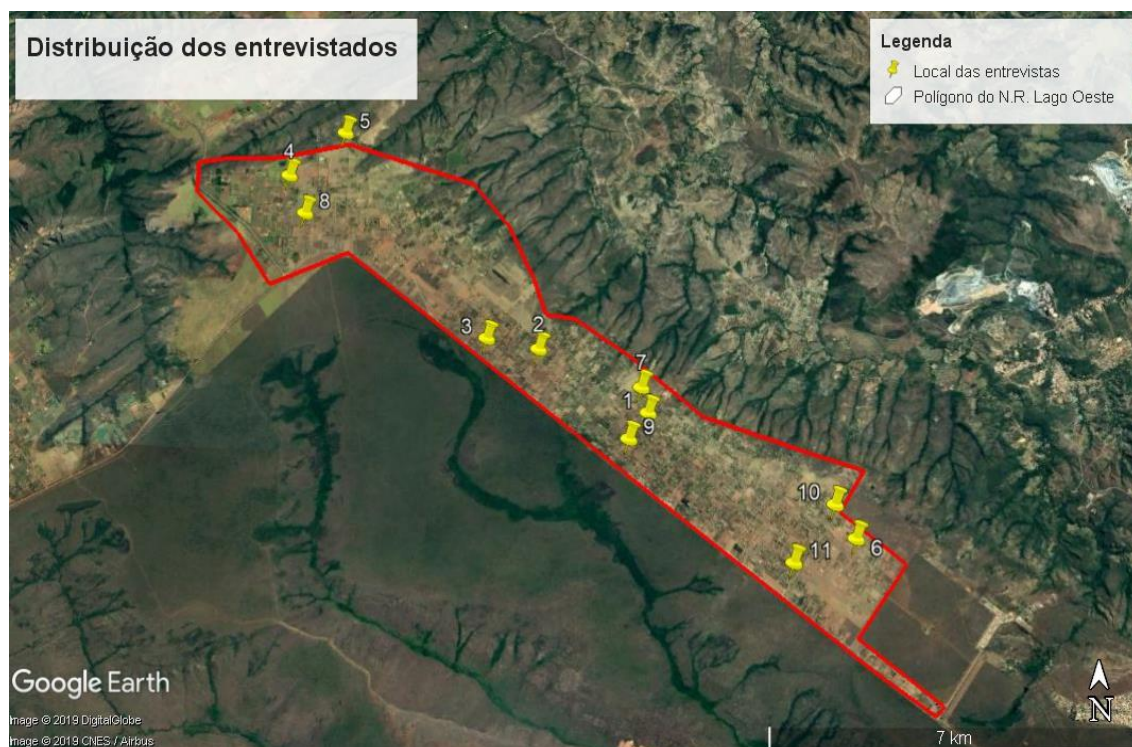 Distribuição dos entrevistados
Legenda
Local das entrevistas
Polígono do N.R. Lago Oeste
5
4
8
3
2
7
1
9
10
6
11
Google Earth
N
Image © 2019 DigitalGlobe
Image © 2019 CNES / Airbus
7 km